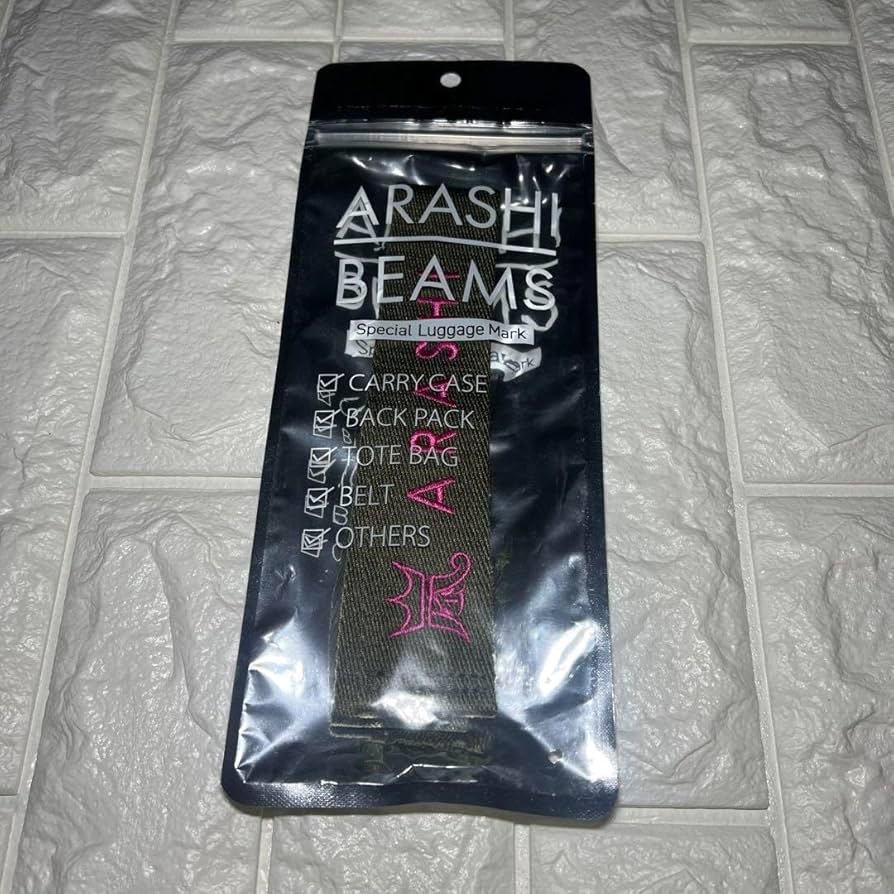 ARASHI
BEAMS
Special Luggage Mark
CARRY CASE
BACK PACK
TOTE BAG
BELT
OTHERS
ARASHI
嵐